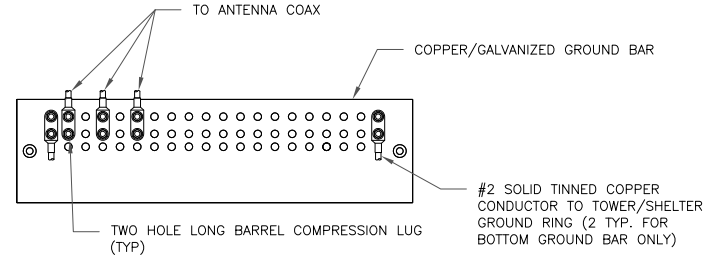 TO ANTENNA COAX
COPPER/GALVANIZED GROUND BAR
#2 SOLID TINNED COPPER
CONDUCTOR TO TOWER/SHELTER
GROUND RING (2 TYP. FOR
BOTTOM GROUND BAR ONLY)
TWO HOLE LONG BARREL COMPRESSION LUG
(TYP)